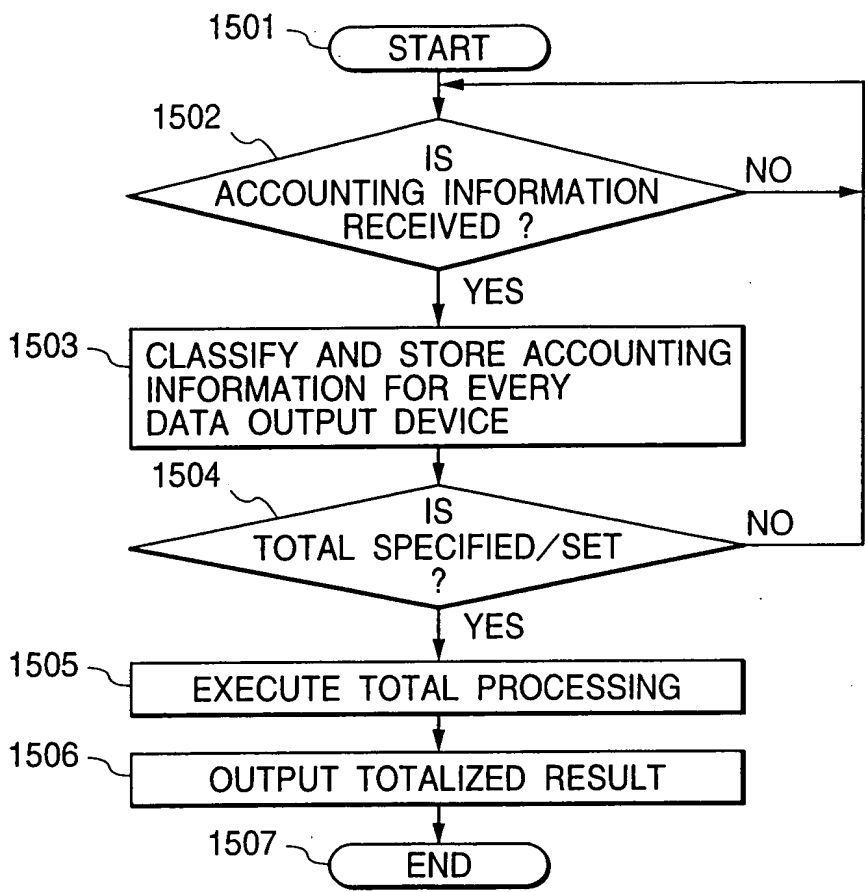 1501
START
1502
IS
ACCOUNTING INFORMATION
RECEIVED ?
NO
YES
1503
CLASSIFY AND STORE ACCOUNTING
INFORMATION FOR EVERY
DATA OUTPUT DEVICE
1504
IS
TOTAL SPECIFIED/SET
?
NO
YES
1505
EXECUTE TOTAL PROCESSING
1506
OUTPUT TOTALIZED RESULT
1507
END